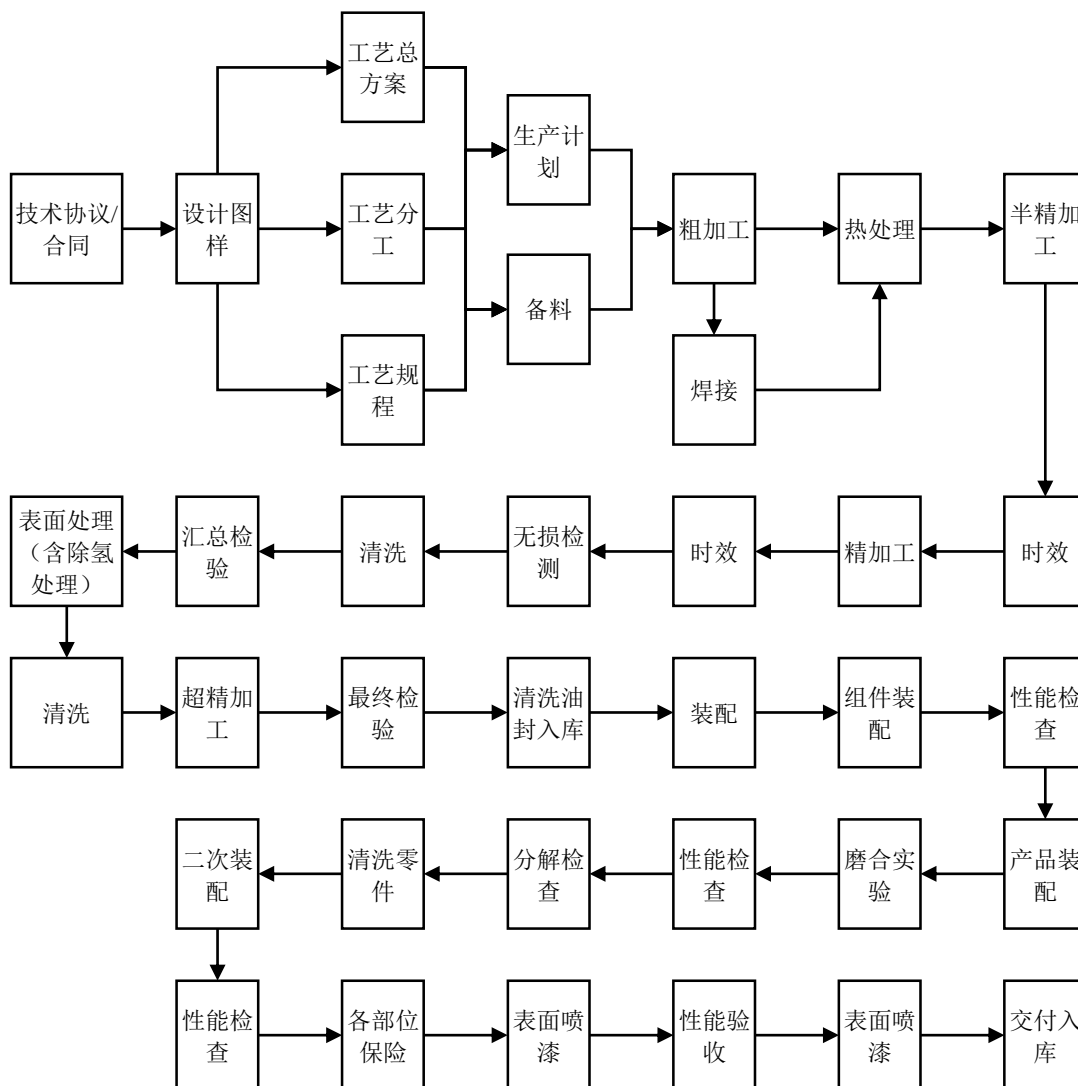 工艺总
方案
生产计
划
技术协议/
合同
设计图
样
工艺分
工
粗加工
热处理
半精加
工
备料
工艺规
程
焊接
表面处理
（含除氢
处理）
汇总检
验
清洗
无损检
测
时效
精加工
时效
清洗
超精加
工
最终检
验
清洗油
封入库
装配
组件装
配
性能检
查
二次装
配
清洗零
件
分解检
查
性能检
查
磨合实
验
产品装
配
性能检
查
各部位
保险
表面喷
漆
性能验
收
表面喷
漆
交付入
库